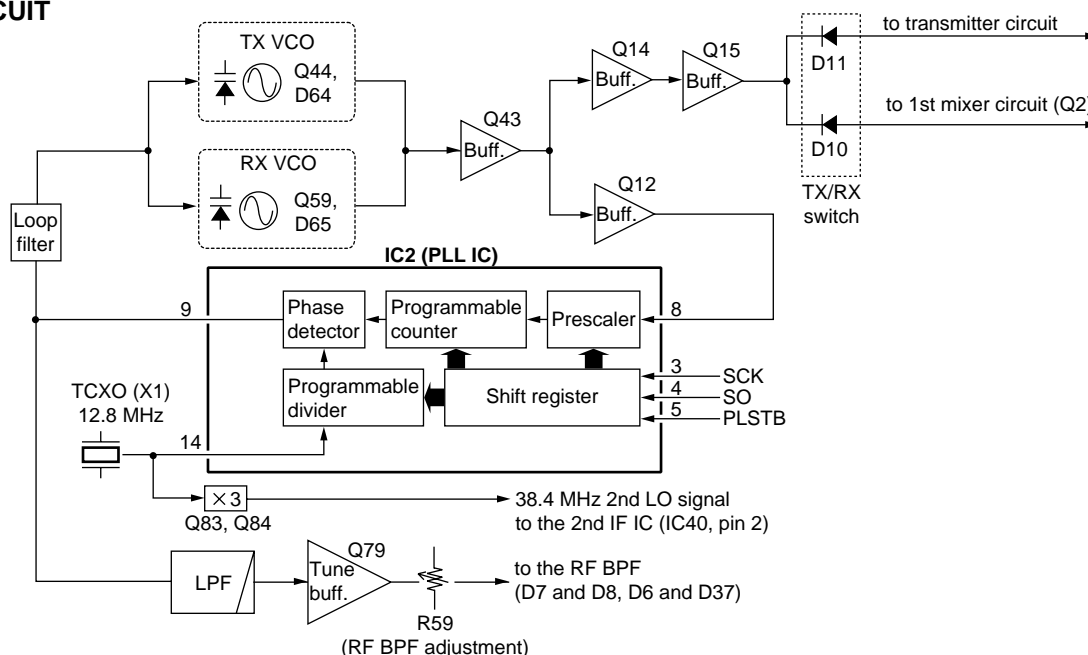 CUIT
TX VCO
Q44,
D64
RX VCO
Q59,
D65
Loop
filter
Q43
Buff.
Q14
Buff.
Q15
Buff.
Q12
Buff.
D11
D10
TX/RX
switch
to transmitter circuit
to 1st mixer circuit (Q2)
IC2 (PLL IC)
9
Phase
detector
Programmable
counter
Prescaler
8
Programmable
divider
Shift register
3
SCK
4
SO
5
PLSTB
TCXO (X1)
12.8 MHz
14
×3
Q83, Q84
38.4 MHz 2nd LO signal
to the 2nd IF IC (IC40, pin 2)
LPF
Q79
Tune
buff.
R59
(RF BPF adjustment)
to the RF BPF
(D7 and D8, D6 and D37)